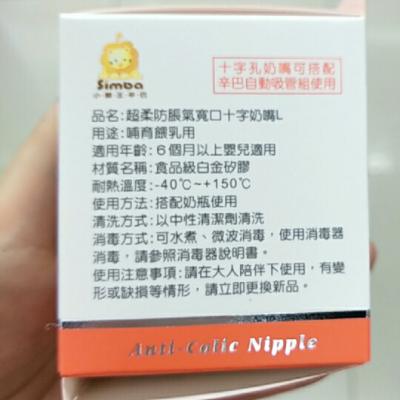 Simba
小獅王辛巴
十字孔奶嘴可搭配
辛巴自動吸管組使用
品名:超柔防脹氣寬口十字奶嘴L
用途:哺育餵乳用
適用年齡:6個月以上嬰兒適用
材質名稱:食品級白金矽膠
耐熱溫度:-40℃~+150℃
使用方法:搭配奶瓶使用
清洗方式:以中性清潔劑清洗
消毒方式:可水煮、微波消毒,使用消毒器
消毒,請參照消毒器說明書。
使用注意事項:請在大人陪伴下使用,有變
形或缺損等情形,請立即更換新品。
Anti-Colic Nipple